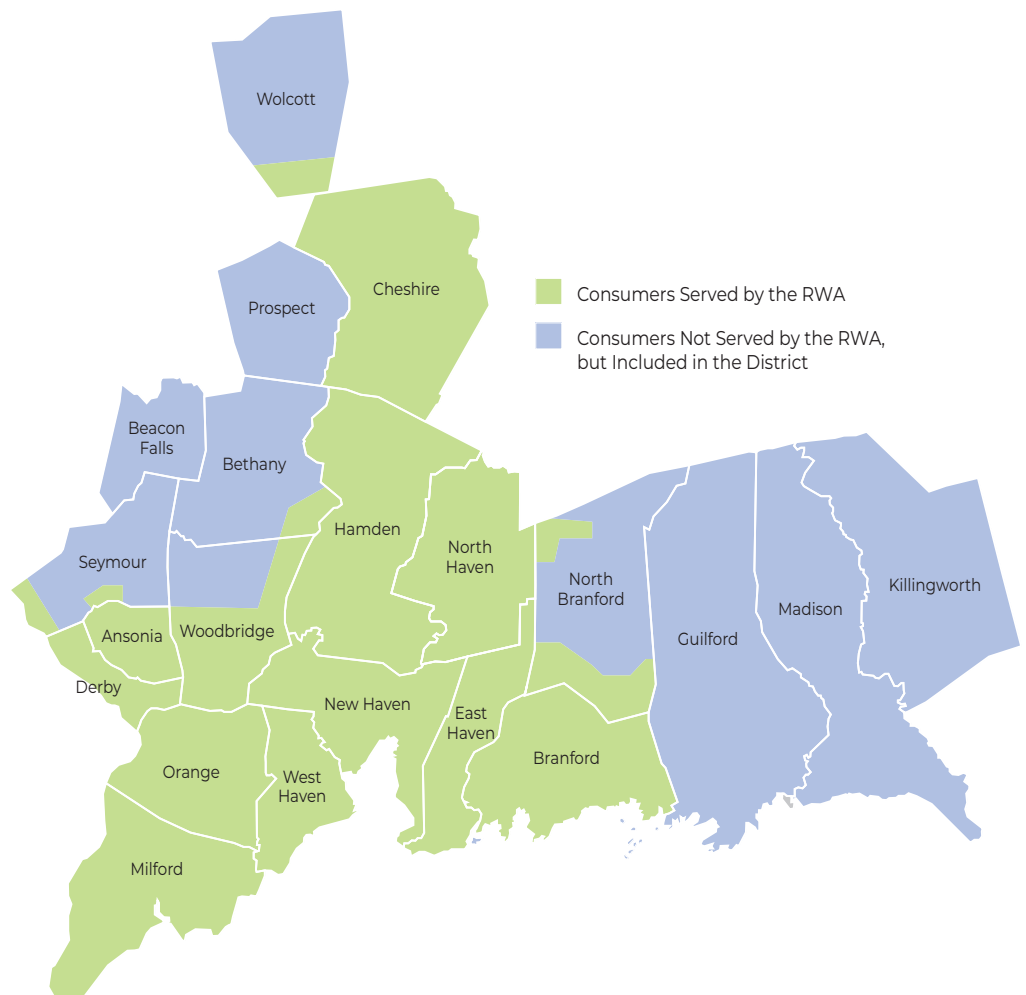 Wolcott
Cheshire
Prospect
Consumers Served by the RWA
Consumers Not Served by the RWA,
but Included in the District
Beacon
Falls
Bethany
Hamden
North
Haven
Seymour
North
Branford
Killingworth
Madison
Guilford
Ansonia
Woodbridge
Derby
New Haven
East
Haven
Branford
Orange
West
Haven
Milford